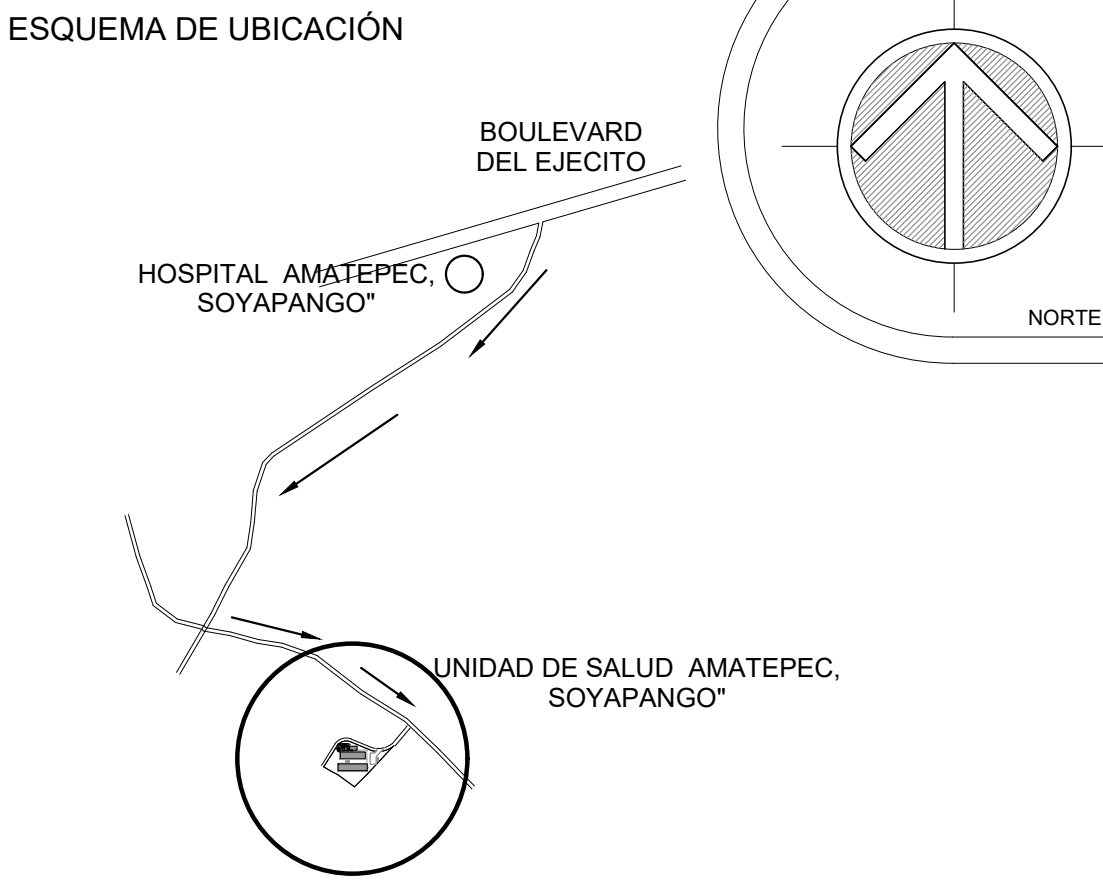 ESQUEMA DE UBICACIÓN
BOULEVARD
DEL EJECITO
HOSPITAL  AMATEPEC,
SOYAPANGO"
NORTE
UNIDAD DE SALUD  AMATEPEC,
SOYAPANGO"